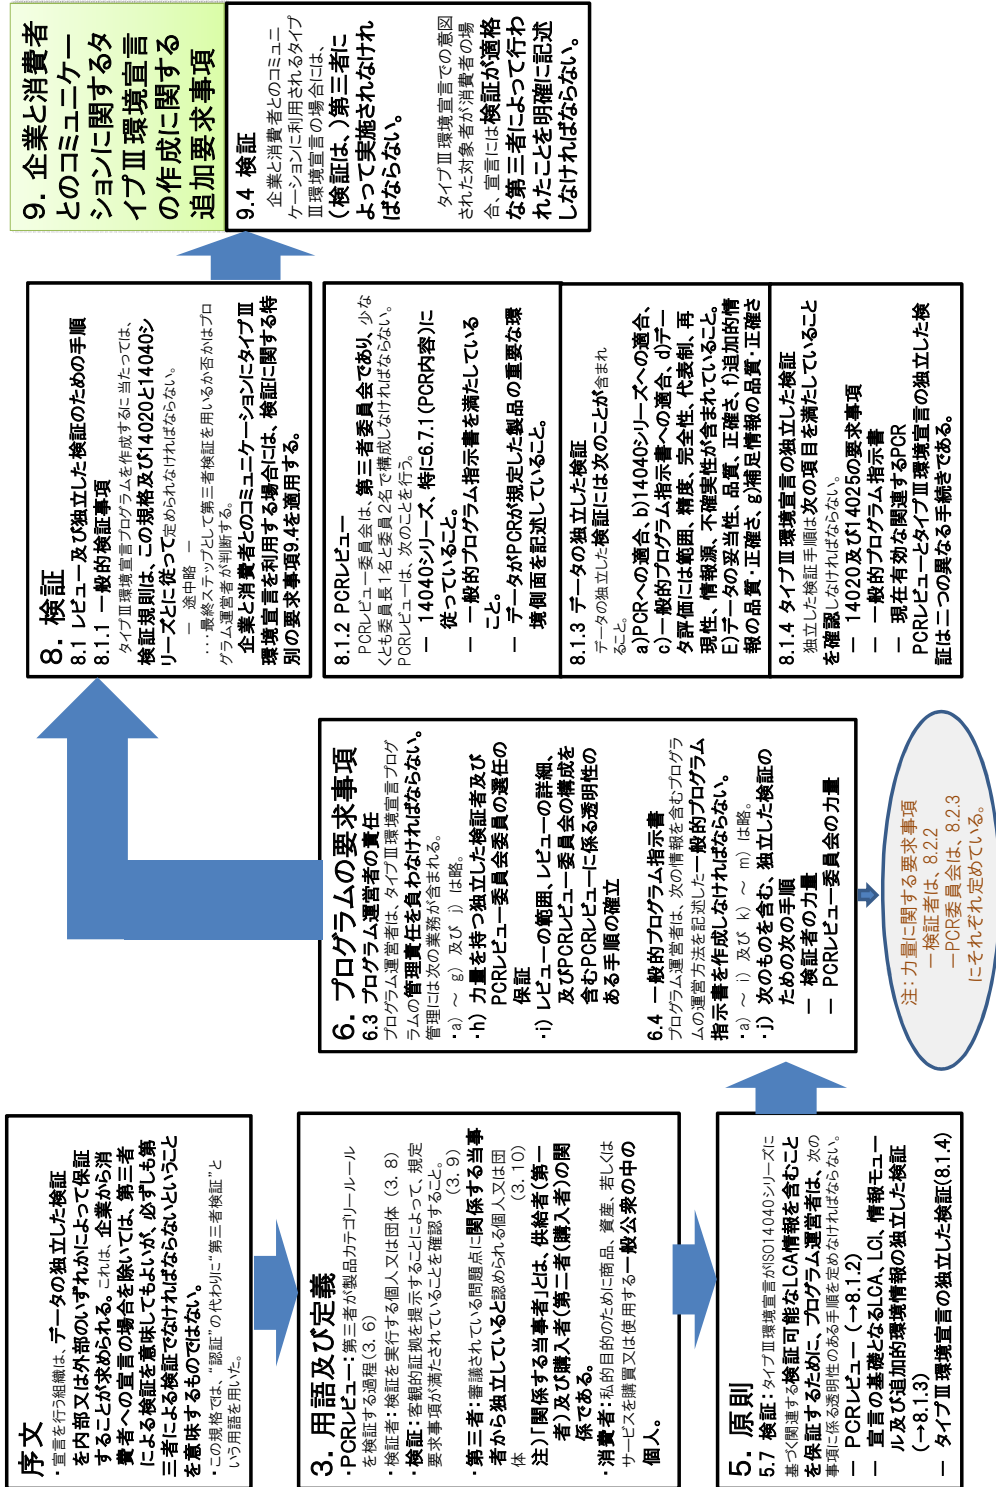 序文
・宣言を行う組織は、データの独立した検証
を内部又は外部のいずれかによって保証
することが求められる。これは、企業から消
費者への宣言の場合を除いては、第三者
による検証を意味してもよいが、必ずしも第
三者による検証でなければならないということ
を意味するものではない。
・この規格では、“認証”の代わりに“第三者検証”と
いう用語を用いた。
3. 用語及び定義
・PCRレビュー：第三者が製品カテゴリールール
を検証する過程(3. 6)
・検証者：検証を実行する個人又は団体 (3. 8)
・検証：客観的証拠を提示することによって、規定
要求事項が満たされていることを確認すること。
(3. 9)
・第三者：審議されている問題点に関係する当事
者から独立していると認められる個人又は団
体 (3. 10)
注)「関係する当事者」とは、供給者(第一
者)及び購入者(第二者(購入者)の関
係である。
・消費者：私的目的のために商品、資産、若しくは
サービスを購買又は使用する一般公衆の中の
個人。
5. 原則
5.7 検証：タイプⅢ環境宣言がISO14040シリーズに
基づく関連する検証可能なLCA情報を含むこと
を保証するために、プログラム運営者は、次の
事項に係る透明性のある手順を定めなければならない。
－ PCRレビュー (→8.1.2)
－ 宣言の基礎となるLCA、LCI、情報モュー
ル及び追加的環境情報の独立した検証
(→8.1.3)
－ タイプⅢ環境宣言の独立した検証(8.1.4)
6. プログラムの要求事項
6.3 プログラム運営者の責任
プログラム運営者は、タイプⅢ環境宣言プログ
ラムの管理責任を負わなければならない。
管理には次の業務が含まれる。
・a) ～ g) 及び j) は略。
・h) 力量を持つ独立した検証者及び
PCRレビュー委員会委員の選任の
保証
・i) レビューの範囲、レビューの詳細、
及びPCRレビュー委員会の構成を
含むPCRレビューに係る透明性の
ある手順の確立
6.4 一般的プログラム指示書
プログラム運営者は、次の情報を含むプログラ
ムの運営方法を記述した一般的プログラム
指示書を作成しなければならない。
・a) ～ i) 及び k) ～ m) は略。
・j) 次のものを含む、独立した検証の
ための次の手順
－ 検証者の力量
－ PCRレビュー委員会の力量
注: 力量に関する要求事項
－検証者は、8.2.2
－PCR委員会は、8.2.3
にそれぞれ定めている。
8. 検証
8.1 レビュー及び独立した検証のための手順
8.1.1 一般的検証事項
タイプⅢ環境宣言プログラムを作成するに当たっては、
検証規則は、この規格及び14020と14040シ
リーズとに従って定められなければならない。
－ 途中略 －
・・・最終ステップとして第三者検証を用いるか否かはプロ
グラム運営者が判断する。
企業と消費者とのコミュニケーションにタイプⅢ
環境宣言を利用する場合には、検証に関する特
別の要求事項9.4を適用する。
8.1.2 PCRレビュー
PCRレビュー委員会は、第三者委員会であり、少な
くとも委員長1名と委員2名で構成しなければならない。
PCRレビューは、次のことを行う。
－ 14040シリーズ、特に6.7.1(PCR内容)に
従っていること。
－ 一般的プログラム指示書を満たしている
こと。
－ データがPCRが規定した製品の重要な環
境側面を記述していること。
8.1.3 データの独立した検証
データの独立した検証には次のことが含まれ
ること。
a)PCRへの適合、b)14040シリーズへの適合、
c)一般的プログラム指示書への適合、d)デー
タ評価には範囲、精度、完全性、代表制、再
現性、情報源、不確実性が含まれていること。
E)データの妥当性、品質、正確さ、f)追加的情
報の品質・正確さ、g)補足情報の品質・正確さ
8.1.4 タイプⅢ環境宣言の独立した検証
独立した検証手順は次の項目を満たしていること
を確認しなければならない。
－ 14020及び14025の要求事項
－ 一般的プログラム指示書
－ 現在有効な関連するPCR
PCRレビューとタイプⅢ環境宣言の独立した検
証は二つの異なる手続きである。
9. 企業と消費者
とのコミュニケー
ションに関するタ
イプⅢ環境宣言
の作成に関する
追加要求事項
9.4 検証
企業と消費者とのコミュニ
ケーションに利用されるタイプ
Ⅲ環境宣言の場合には、
(検証は、)第三者に
よって実施されなけれ
ばならない。
タイプⅢ環境宣言での意図
された対象者が消費者の場
合、宣言には検証が適格
な第三者によって行わ
れたことを明確に記述
しなければならない。